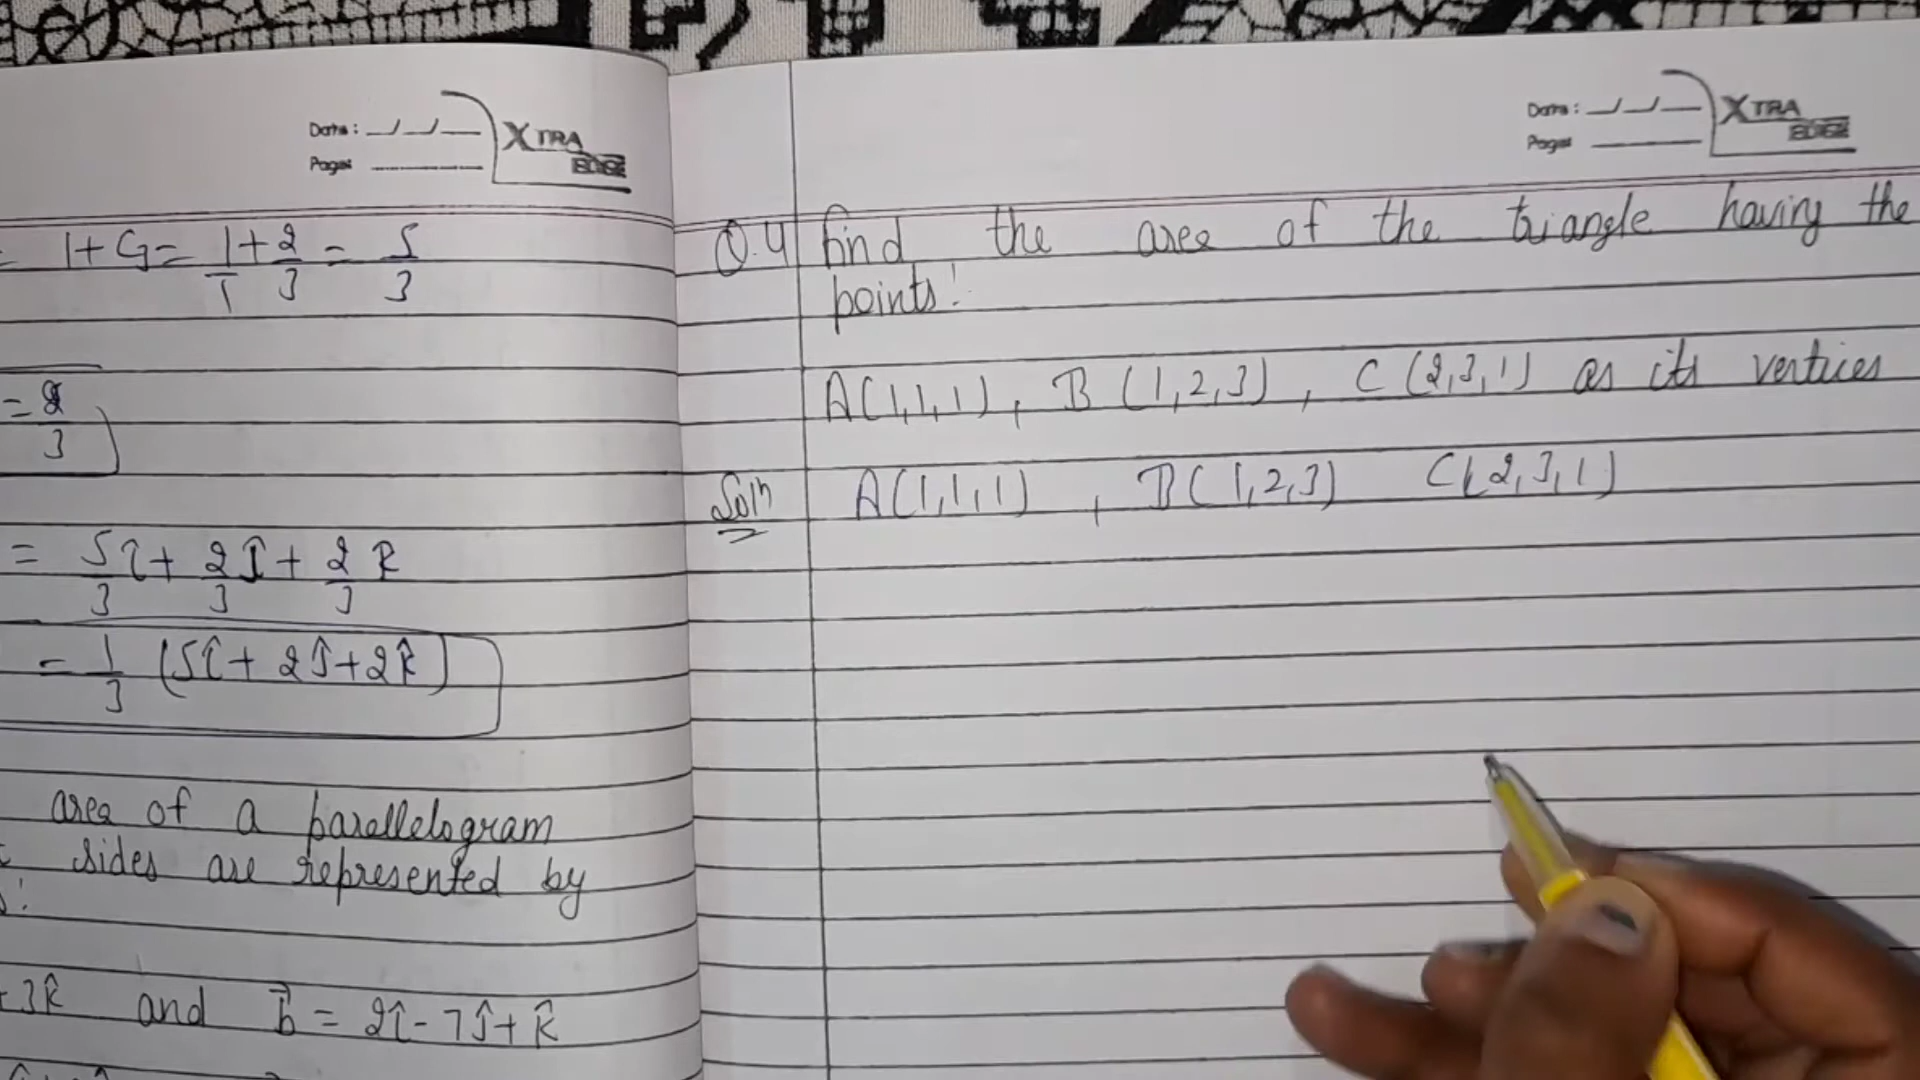 Date: _/_/_
Page:
XTRA
EDGE
= 1+G= 1/1+2/3= 5/3
=2/3
= 5/3 î+ 2/3 ĵ+ 2/3 k̂
= 1/3 (5î+ 2ĵ+2k̂)
area of a parellelogram
sides are represented by
s:
+3k̂ and b⃗ = 2î-7ĵ+k̂
Date: _/_/_
Page
XTRA
EDGE
Q.4 find the area of the triangle having the
points:
A(1,1,1), B (1,2,3), C (2,3,1) as its vertices
Soln A(1,1,1) , B(1,2,3) C(2,3,1)